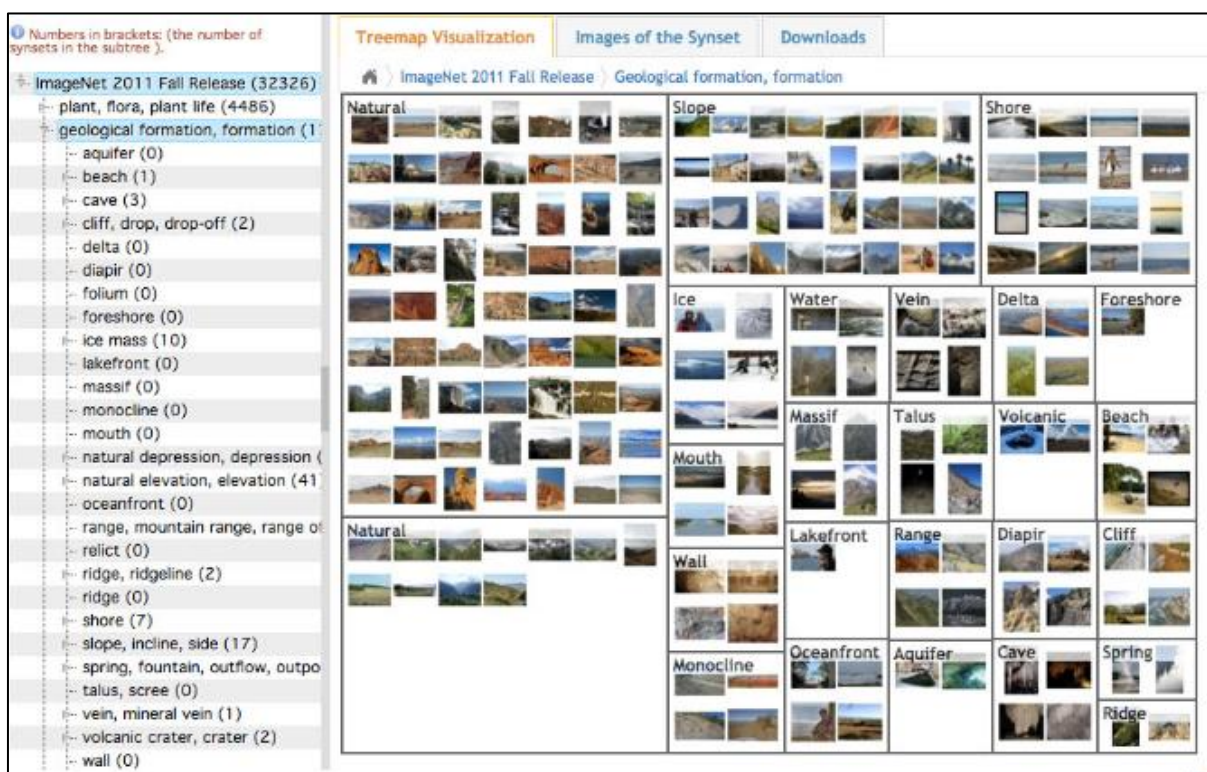 Numbers in brackets: (the number of
synsets in the subtree ).
ImageNet 2011 Fall Release (32326)
plant, flora, plant life (4486)
geological formation, formation (1
aquifer (0)
beach (1)
cave (3)
cliff, drop, drop-off (2)
delta (0)
diapir (0)
folium (0)
foreshore (0)
ice mass (10)
lakefront (0)
massif (0)
monocline (0)
mouth (0)
natural depression, depression (
natural elevation, elevation (41
oceanfront (0)
range, mountain range, range of
relict (0)
ridge, ridgeline (2)
ridge (0)
shore (7)
slope, incline, side (17)
spring, fountain, outflow, outpo
talus, scree (0)
vein, mineral vein (1)
volcanic crater, crater (2)
wall (0)
Treemap Visualization Images of the Synset Downloads
ImageNet 2011 Fall Release Geological formation, formation
Natural Slope Shore
Ice Water Vein Delta Foreshore
Massif Talus Volcanic Beach
Mouth
Natural Lakefront Range Diapir Cliff
Wall
Oceanfront Aquifer Cave Spring
Monocline
Ridge